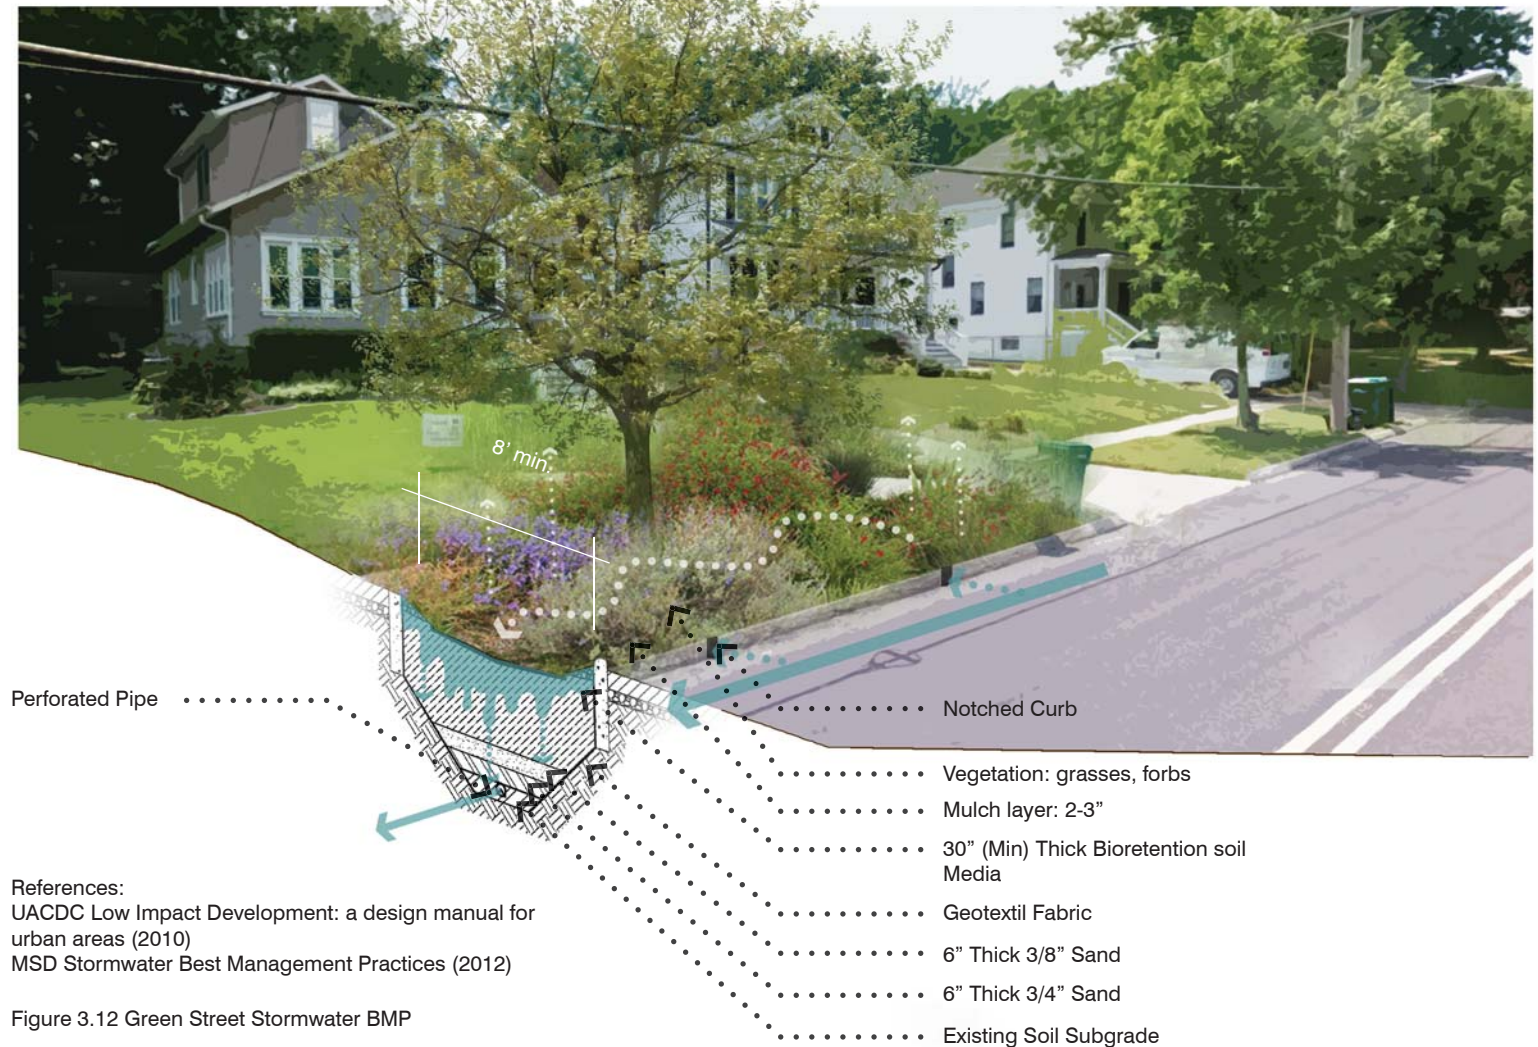 8’ min.
Perforated Pipe
Notched Curb
Vegetation: grasses, forbs
Mulch layer: 2-3”
30” (Min) Thick Bioretention soil
Media
Geotextil Fabric
6” Thick 3/8” Sand
6” Thick 3/4” Sand
Existing Soil Subgrade
References:
UACDC Low Impact Development: a design manual for
urban areas (2010)
MSD Stormwater Best Management Practices (2012)
Figure 3.12 Green Street Stormwater BMP